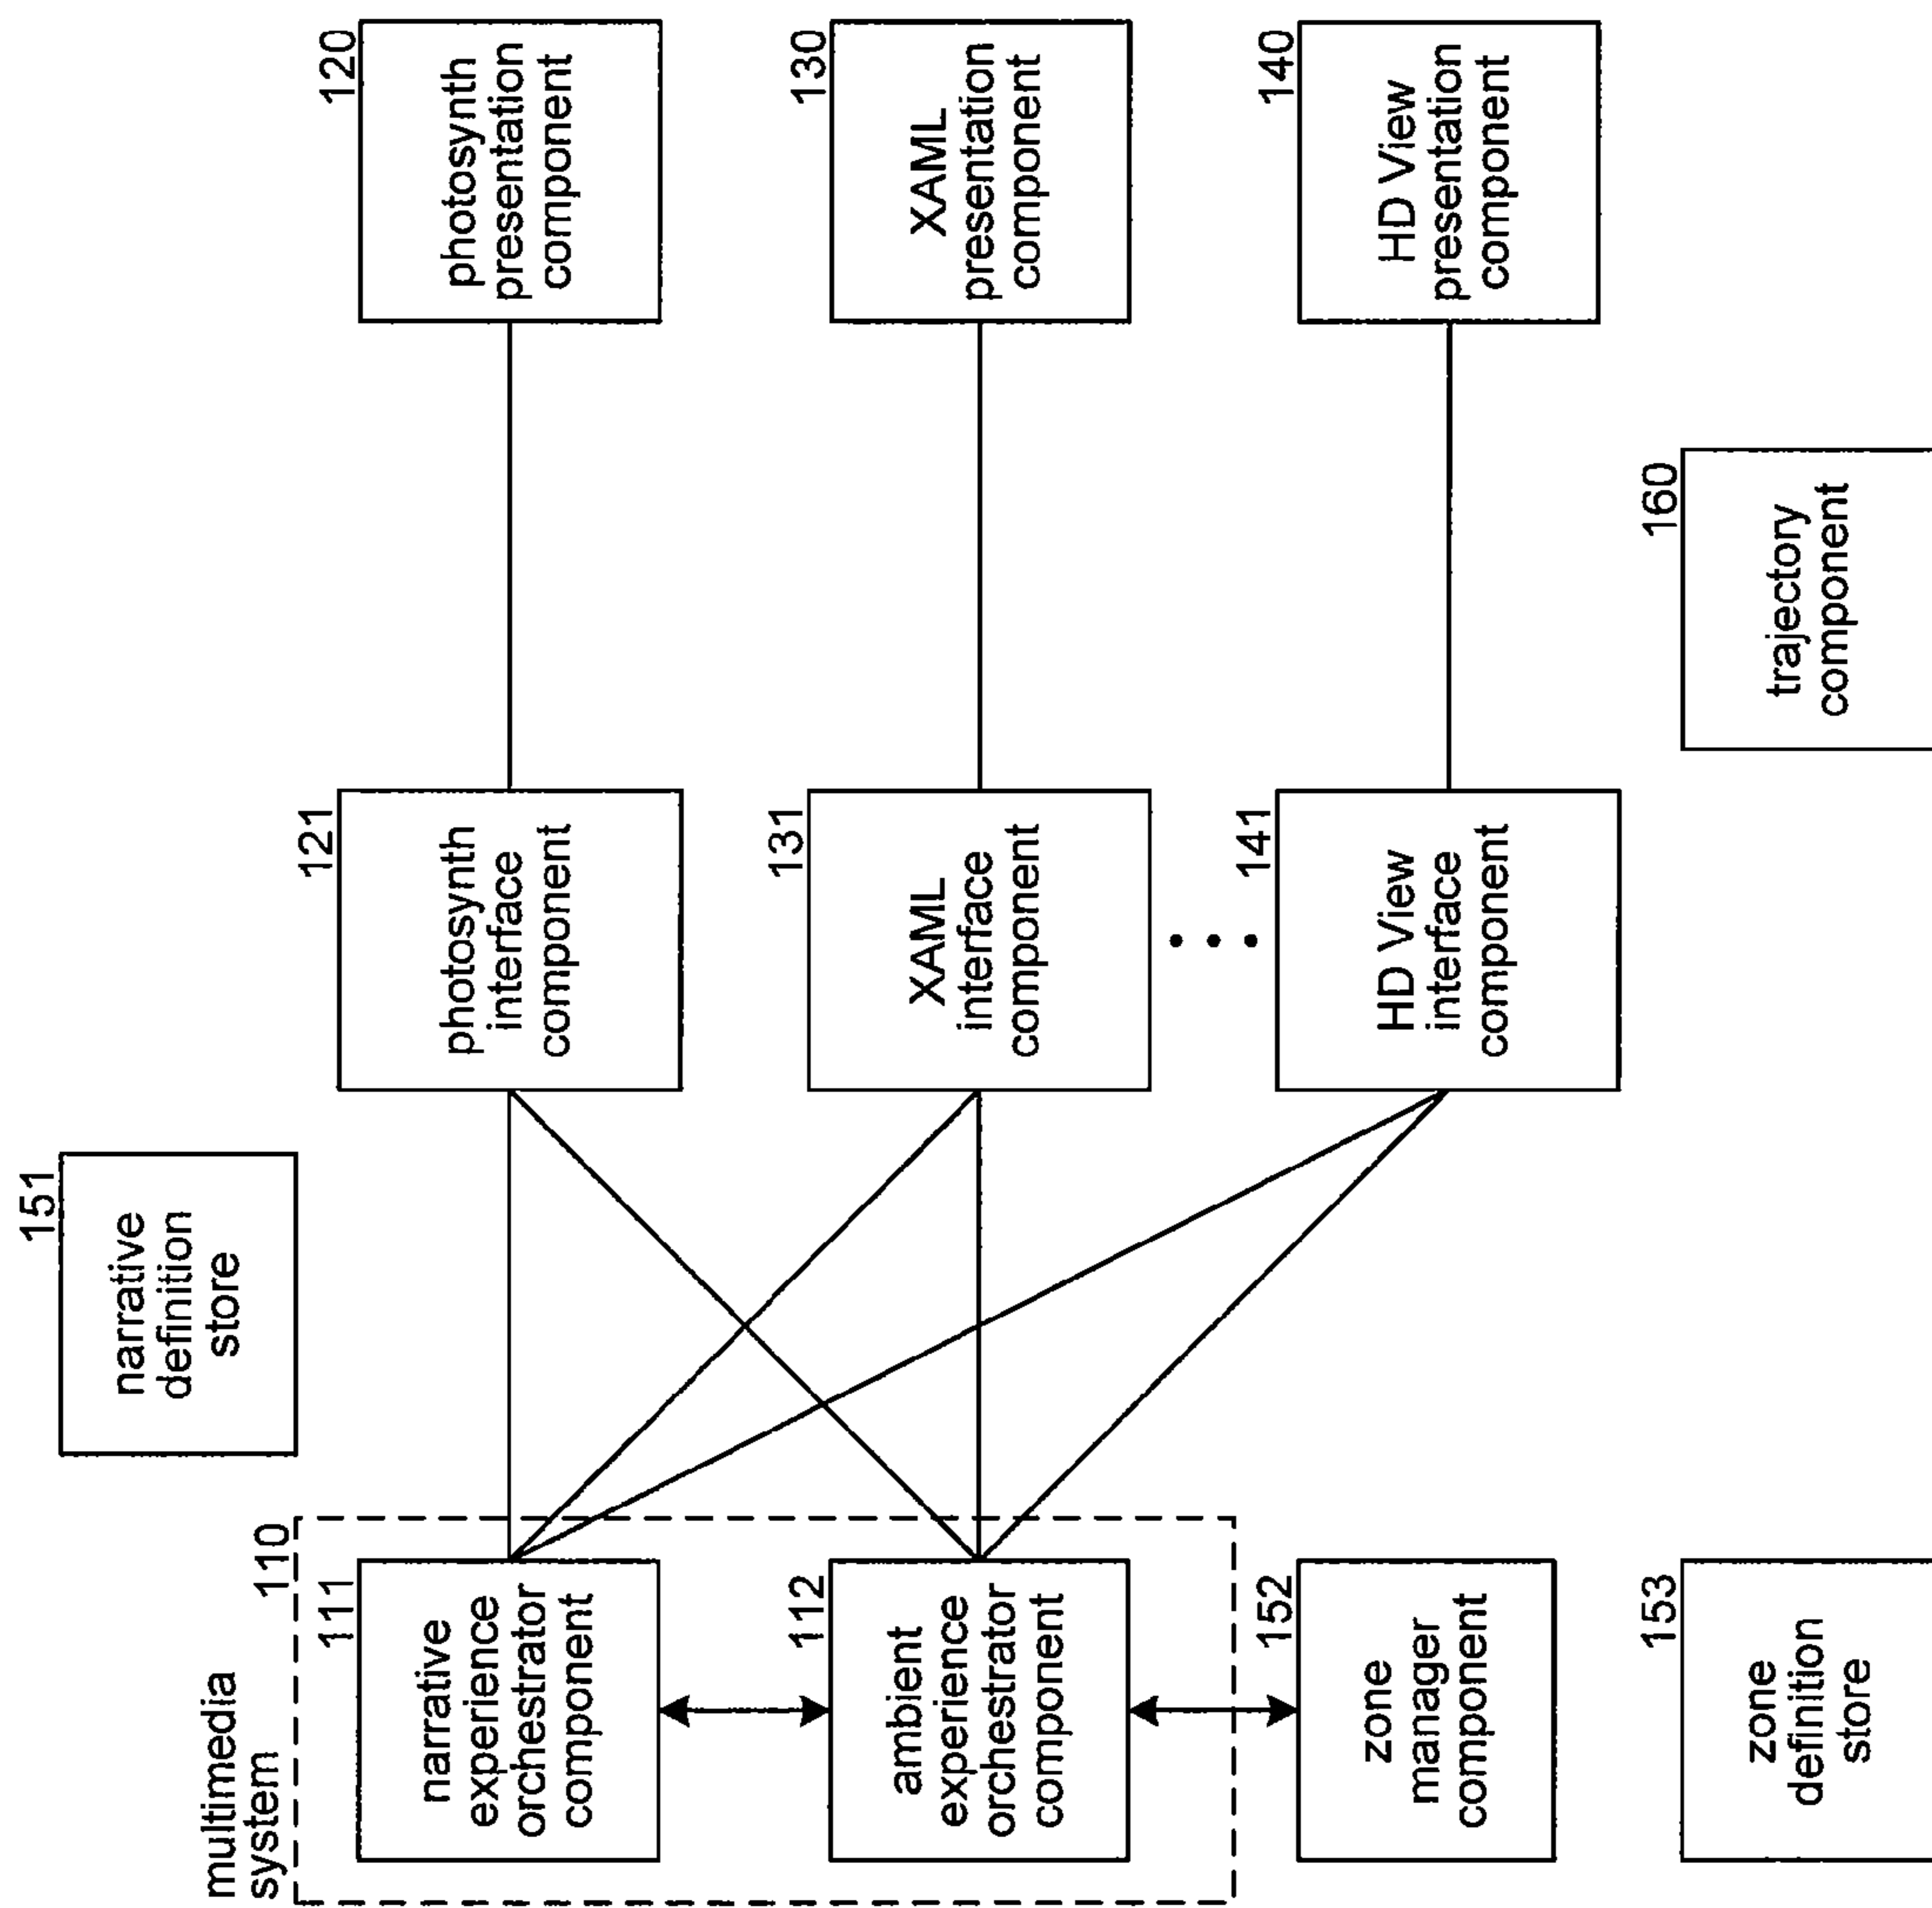 151
narrative
definition
store
multimedia
system
110
111
narrative
experience
orchestrator
component
121
photosynth
interface
component
120
photosynth
presentation
component
112
ambient
experience
orchestrator
component
131
XAML
interface
component
130
XAML
presentation
component
152
zone
manager
component
141
HD View
interface
component
140
HD View
presentation
component
153
zone
definition
store
160
trajectory
component